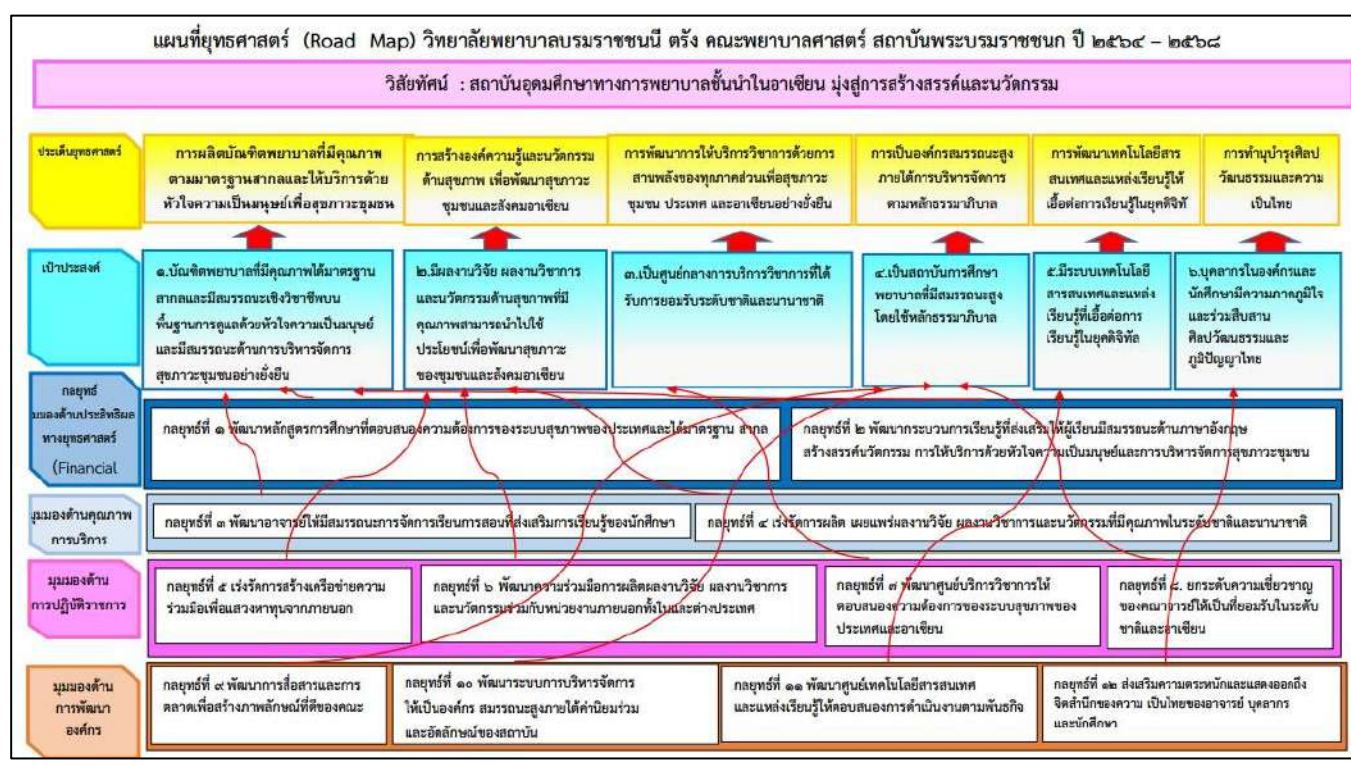 แผนที่ยุทธศาสตร์ (Road Map) วิทยาลัยพยาบาลบรมราชชนนี ตรัง คณะพยาบาลศาสตร์ สถาบันพระบรมราชชนก ปี ๒๕๖๔ – ๒๕๖๘
วิสัยทัศน์ : สถาบันอุดมศึกษาทางการพยาบาลชั้นนำในอาเซียน มุ่งสู่การสร้างสรรค์และนวัตกรรม
ประเด็นยุทธศาสตร์
การผลิตบัณฑิตพยาบาลที่มีคุณภาพ
ตามมาตรฐานสากลและให้บริการด้วย
หัวใจความเป็นมนุษย์เพื่อสุขภาวะชุมชน
การสร้างองค์ความรู้และนวัตกรรม
ด้านสุขภาพ เพื่อพัฒนาสุขภาวะ
ชุมชนและสังคมอาเซียน
การพัฒนาการให้บริการวิชาการด้วยการ
สานพลังของทุกภาคส่วนเพื่อสุขภาวะ
ชุมชน ประเทศ และอาเซียนอย่างยั่งยืน
การเป็นองค์กรสมรรถนะสูง
ภายใต้การบริหารจัดการ
ตามหลักธรรมาภิบาล
การพัฒนาเทคโนโลยีสาร
สนเทศและแหล่งเรียนรู้ให้
เอื้อต่อการเรียนรู้ในยุคดิจิทั
การทำนุบำรุงศิลป
วัฒนธรรมและความ
เป็นไทย
เป้าประสงค์
๑.บัณฑิตพยาบาลที่มีคุณภาพได้มาตรฐาน
สากลและมีสมรรถนะเชิงวิชาชีพบน
พื้นฐานการดูแลด้วยหัวใจความเป็นมนุษย์
และมีสมรรถนะด้านการบริหารจัดการ
สุขภาวะชุมชนอย่างยั่งยืน
๒.มีผลงานวิจัย ผลงานวิชาการ
และนวัตกรรมด้านสุขภาพที่มี
คุณภาพสามารถนำไปใช้
ประโยชน์เพื่อพัฒนาสุขภาวะ
ของชุมชนและสังคมอาเซียน
๓.เป็นศูนย์กลางการบริการวิชาการที่ได้
รับการยอมรับระดับชาติและนานาชาติ
๔.เป็นสถาบันการศึกษา
พยาบาลที่มีสมรรถนะสูง
โดยใช้หลักธรรมาภิบาล
๕.มีระบบเทคโนโลยี
สารสนเทศและแหล่ง
เรียนรู้ที่เอื้อต่อการ
เรียนรู้ในยุคดิจิทัล
๖.บุคลากรในองค์กรและ
นักศึกษามีความภาคภูมิใจ
และร่วมสืบสาน
ศิลปวัฒนธรรมและ
ภูมิปัญญาไทย
กลยุทธ์
มุมองด้านประสิทธิผล
ทางยุทธศาสตร์
(Financial
กลยุทธ์ที่ ๑ พัฒนาหลักสูตรการศึกษาที่ตอบสนองความต้องการของระบบสุขภาพของประเทศและได้มาตรฐาน สากล
กลยุทธ์ที่ ๒ พัฒนากระบวนการเรียนรู้ที่ส่งเสริมให้ผู้เรียนมีสมรรถนะด้านภาษาอังกฤษ
สร้างสรรค์นวัตกรรม การให้บริการด้วยหัวใจความเป็นมนุษย์และการบริหารจัดการสุขภาวะชุมชน
มุมมองด้านคุณภาพ
การบริการ
กลยุทธ์ที่ ๓ พัฒนาอาจารย์ให้มีสมรรถนะการจัดการเรียนการสอนที่ส่งเสริมการเรียนรู้ของนักศึกษา
กลยุทธ์ที่ ๔ เร่งรัดการผลิต เผยแพร่ผลงานวิจัย ผลงานวิชาการและนวัตกรรมที่มีคุณภาพในระดับชาติและนานาชาติ
มุมมองด้าน
การปฏิบัติราชการ
กลยุทธ์ที่ ๕ เร่งรัดการสร้างเครือข่ายความ
ร่วมมือเพื่อแสวงหาทุนจากภายนอก
กลยุทธ์ที่ ๖ พัฒนาความร่วมมือการผลิตผลงานวิจัย ผลงานวิชาการ
และนวัตกรรมร่วมกับหน่วยงานภายนอกทั้งในและต่างประเทศ
กลยุทธ์ที่ ๗ พัฒนาศูนย์บริการวิชาการให้
ตอบสนองความต้องการของระบบสุขภาพของ
ประเทศและอาเซียน
กลยุทธ์ที่ ๘. ยกระดับความเชี่ยวชาญ
ของคณาจารย์ให้เป็นที่ยอมรับในระดับ
ชาติและอาเซียน
มุมมองด้าน
การพัฒนา
องค์กร
กลยุทธ์ที่ ๙ พัฒนาการสื่อสารและการ
ตลาดเพื่อสร้างภาพลักษณ์ที่ดีของคณะ
กลยุทธ์ที่ ๑๐ พัฒนาระบบการบริหารจัดการ
ให้เป็นองค์กร สมรรถนะสูงภายใต้ค่านิยมร่วม
และอัตลักษณ์ของสถาบัน
กลยุทธ์ที่ ๑๑ พัฒนาศูนย์เทคโนโลยีสารสนเทศ
และแหล่งเรียนรู้ให้ตอบสนองการดำเนินงานตามพันธกิจ
กลยุทธ์ที่ ๑๒ ส่งเสริมความตระหนักและแสดงออกถึง
จิตสำนึกของความ เป็นไทยของอาจารย์ บุคลากร
และนักศึกษา